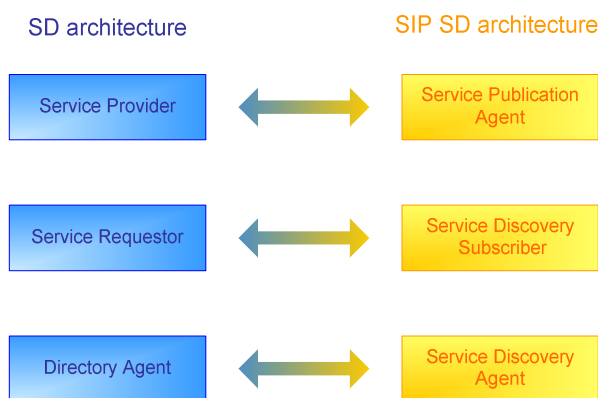 SD architecture
SIP SD architecture
Service Provider
Service Publication
Agent
Service Requestor
Service Discovery
Subscriber
Directory Agent
Service Discovery
Agent